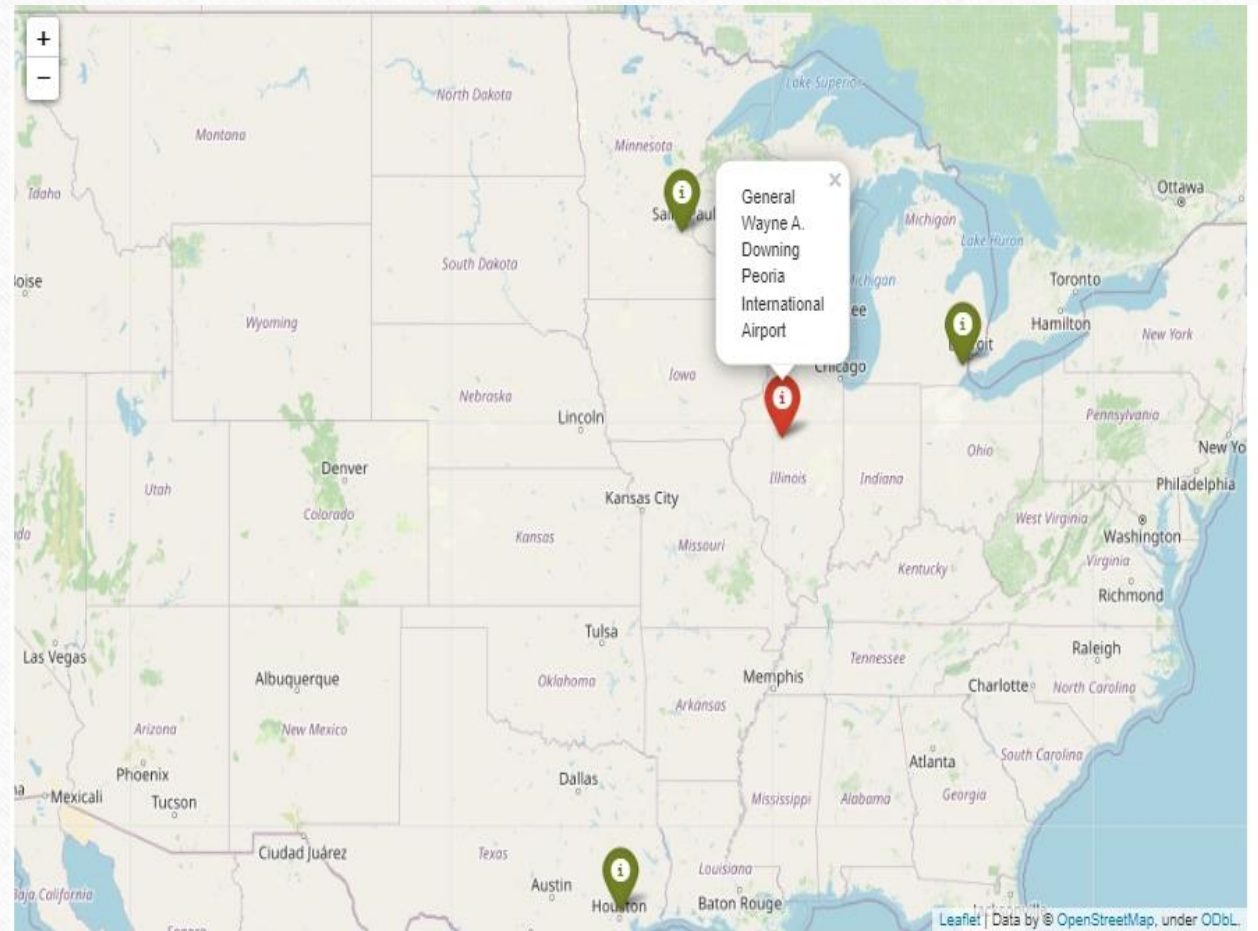 +
−
North Dakota
Lake Superior
Montana
Minnesota
Idaho
General
Wayne A.
Downing
Peoria
International
Airport
×
Ottawa
Michigan
Lake Huron
South Dakota
Toronto
Wyoming
Hamilton
New York
Chicago
Iowa
Nebraska
Lincoln
Pennsylvania
Ohio
Denver
Illinois
Indiana
Philadelphia
Utah
Kansas City
Colorado
West Virginia
Kansas
Missouri
Washington
Virginia
Kentucky
Richmond
Tulsa
Las Vegas
Raleigh
Tennessee
Albuquerque
Oklahoma
Memphis
Charlotte
North Carolina
Arkansas
Arizona
New Mexico
South Carolina
Atlanta
Phoenix
Dallas
Mexicali
Tucson
Mississippi
Alabama
Georgia
Ciudad Juárez
Texas
Louisiana
Austin
Baja California
Houston
Baton Rouge
Leaflet | Data by © OpenStreetMap, under ODbL.